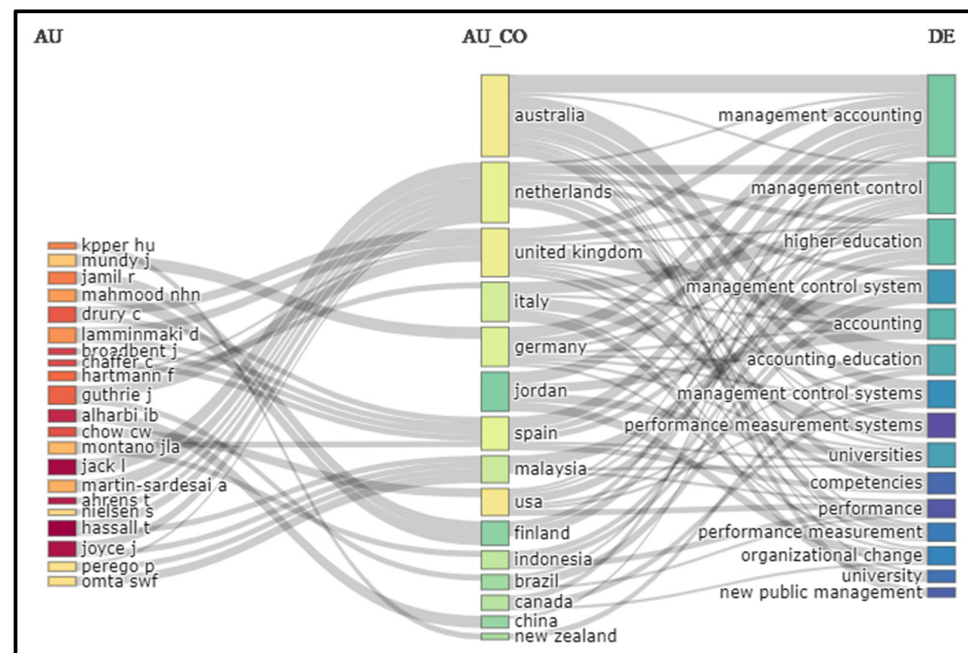 AU
AU_CO
DE
kpper hu
mundy j
jamil r
mahmood nhn
drury c
lamminmaki d
broadbent j
chaffer c
hartmann f
guthrie j
alharbi ib
chow cw
montano jla
jack l
martin-sardesai a
ahrens t
nielsen s
hassall t
joyce j
perego p
omta swf
australia
netherlands
united kingdom
italy
germany
jordan
spain
malaysia
usa
finland
indonesia
brazil
canada
china
new zealand
management accounting
management control
higher education
management control system
accounting
accounting education
management control systems
performance measurement systems
universities
competencies
performance
performance measurement
organizational change
university
new public management